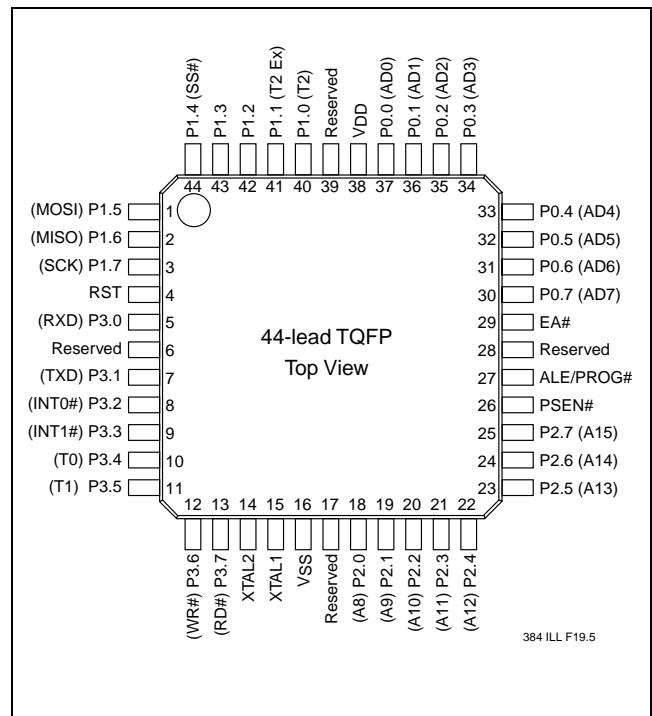 P1.4 (SS#)
P1.3
P1.2
P1.1 (T2 Ex)
P1.0 (T2)
Reserved
VDD
P0.0 (AD0)
P0.1 (AD1)
P0.2 (AD2)
P0.3 (AD3)
44 43 42 41 40 39 38 37 36 35 34
(MOSI) P1.5 1
(MISO) P1.6 2
(SCK) P1.7 3
RST 4
(RXD) P3.0 5
Reserved 6
(TXD) P3.1 7
(INT0#) P3.2 8
(INT1#) P3.3 9
(T0) P3.4 10
(T1) P3.5 11
44-lead TQFP
Top View
33 P0.4 (AD4)
32 P0.5 (AD5)
31 P0.6 (AD6)
30 P0.7 (AD7)
29 EA#
28 Reserved
27 ALE/PROG#
26 PSEN#
25 P2.7 (A15)
24 P2.6 (A14)
23 P2.5 (A13)
12 13 14 15 16 17 18 19 20 21 22
(WR#) P3.6
(RD#) P3.7
XTAL2
XTAL1
VSS
Reserved
(A8) P2.0
(A9) P2.1
(A10) P2.2
(A11) P2.3
(A12) P2.4
384 ILL F19.5